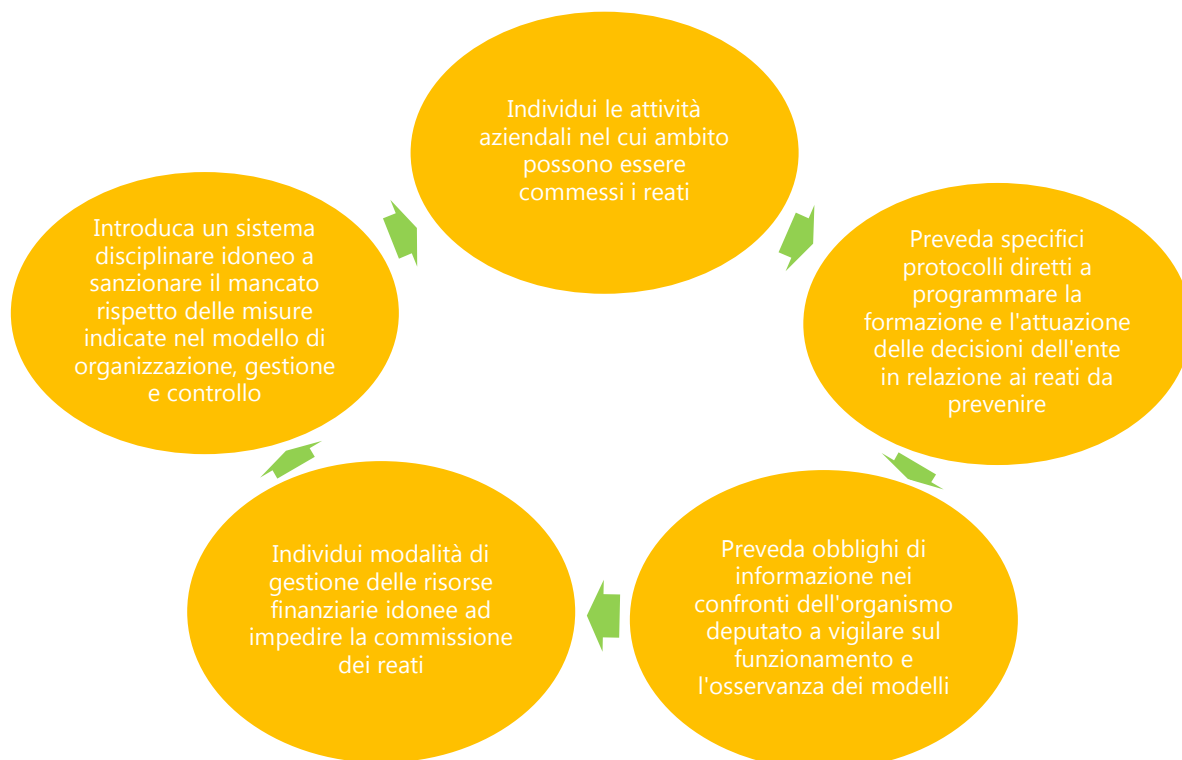 Individui le attività
aziendali nel cui ambito
possono essere
commessi i reati
Preveda specifici
protocolli diretti a
programmare la
formazione e l'attuazione
delle decisioni dell'ente
in relazione ai reati da
prevenire
Preveda obblighi di
informazione nei
confronti dell'organismo
deputato a vigilare sul
funzionamento e
l'osservanza dei modelli
Individui modalità di
gestione delle risorse
finanziarie idonee ad
impedire la commissione
dei reati
Introduca un sistema
disciplinare idoneo a
sanzionare il mancato
rispetto delle misure
indicate nel modello di
organizzazione, gestione
e controllo